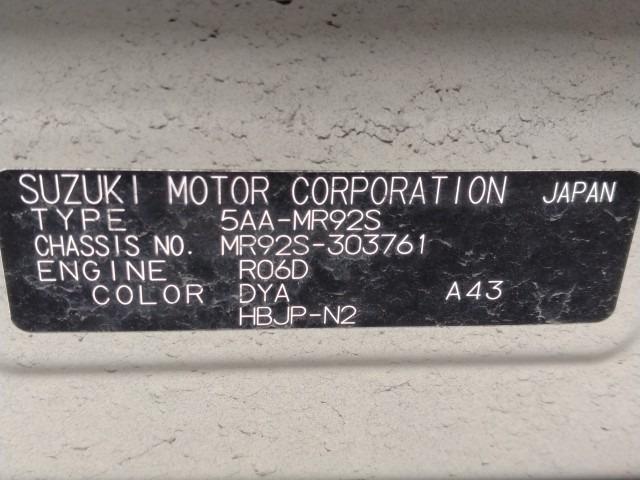 SUZUKI MOTOR CORPORATION JAPAN
TYPE 5AA-MR92S
CHASSIS NO. MR92S-303761
ENGINE R06D
COLOR DYA A43
HBJP-N2